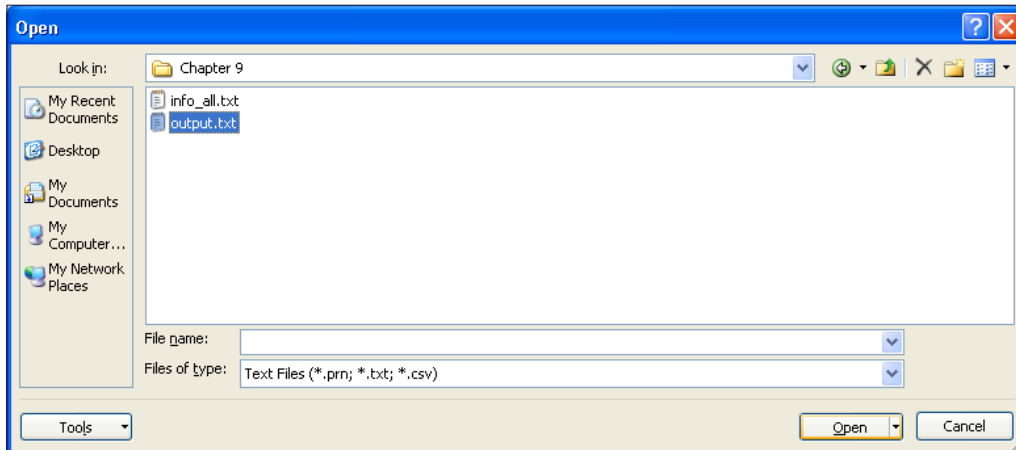 Open
Look in:
Chapter 9
My Recent
Documents
Desktop
My
Documents
My
Computer...
My Network
Places
info_all.txt
output.txt
File name:
Files of type:
Text Files (*.prn; *.txt; *.csv)
Tools
Open
Cancel